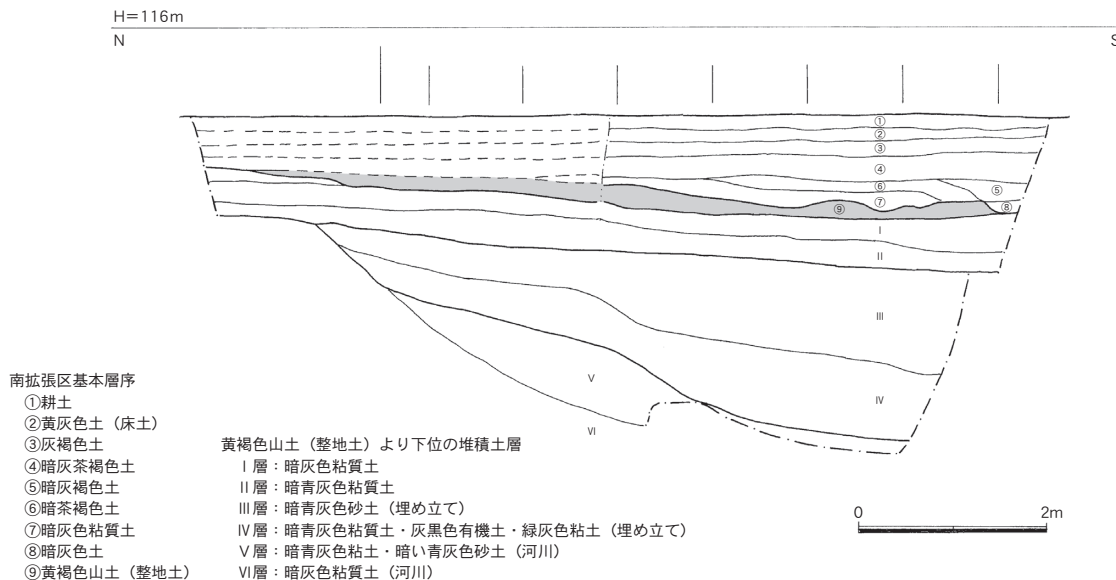 H=116m
N
S
①
②
③
④
⑥
⑤
⑦
⑨
⑧
Ⅰ
Ⅱ
Ⅲ
Ⅴ
Ⅳ
Ⅵ
南拡張区基本層序
①耕土
②黄灰色土（床土）
③灰褐色土
④暗灰茶褐色土
⑤暗灰褐色土
⑥暗茶褐色土
⑦暗灰色粘質土
⑧暗灰色土
⑨黄褐色山土（整地土）
黄褐色山土（整地土）より下位の堆積土層
Ⅰ層：暗灰色粘質土
Ⅱ層：暗青灰色粘質土
Ⅲ層：暗青灰色砂土（埋め立て）
Ⅳ層：暗青灰色粘質土・灰黒色有機土・緑灰色粘土（埋め立て）
Ⅴ層：暗青灰色粘土・暗い青灰色砂土（河川）
Ⅵ層：暗灰色粘質土（河川）
0 2m